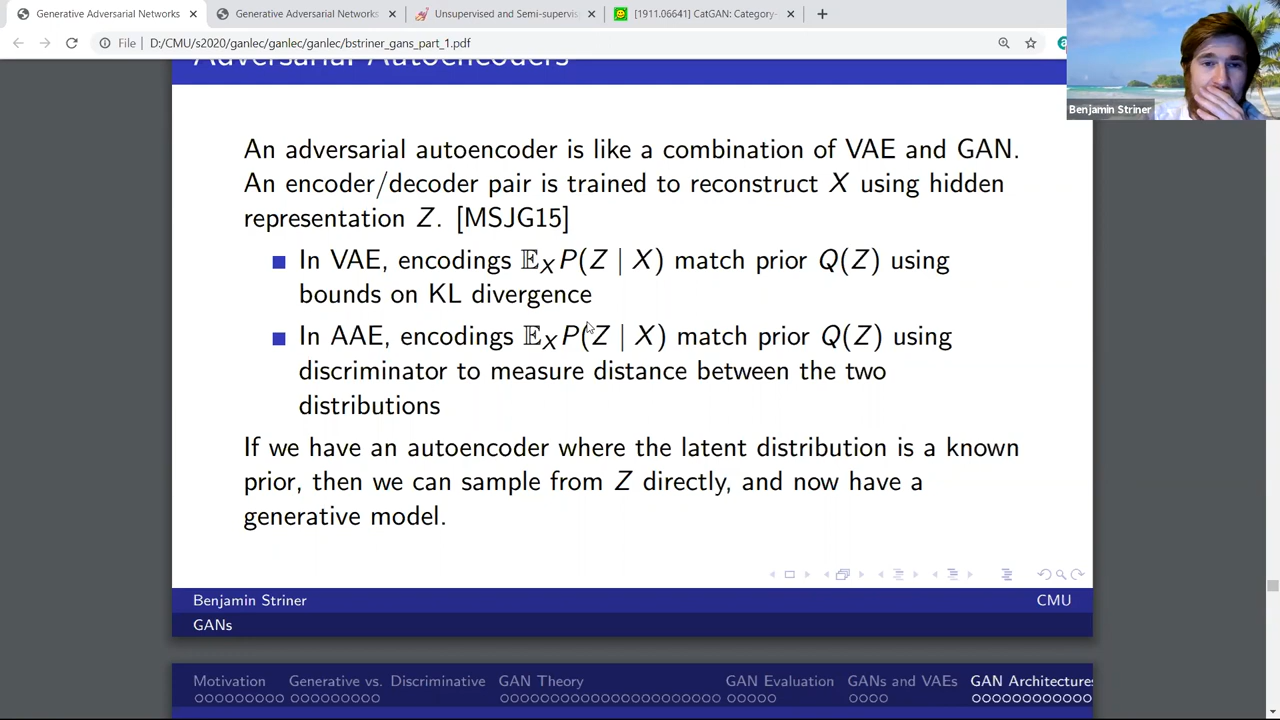 Generative Adversarial Networks
Generative Adversarial Networks
Unsupervised and Semi-supervis
[1911.06641] CatGAN: Category-
File
D:/CMU/s2020/ganlec/ganlec/ganlec/bstriner_gans_part_1.pdf
Benjamin Striner
Adversarial Autoencoders
An adversarial autoencoder is like a combination of VAE and GAN.
An encoder/decoder pair is trained to reconstruct X using hidden
representation Z. [MSJG15]
In VAE, encodings 𝔼_X P(Z | X) match prior Q(Z) using
bounds on KL divergence
In AAE, encodings 𝔼_X P(Z | X) match prior Q(Z) using
discriminator to measure distance between the two
distributions
If we have an autoencoder where the latent distribution is a known
prior, then we can sample from Z directly, and now have a
generative model.
Benjamin Striner CMU
GANs
Motivation Generative vs. Discriminative GAN Theory GAN Evaluation GANs and VAEs GAN Architectures